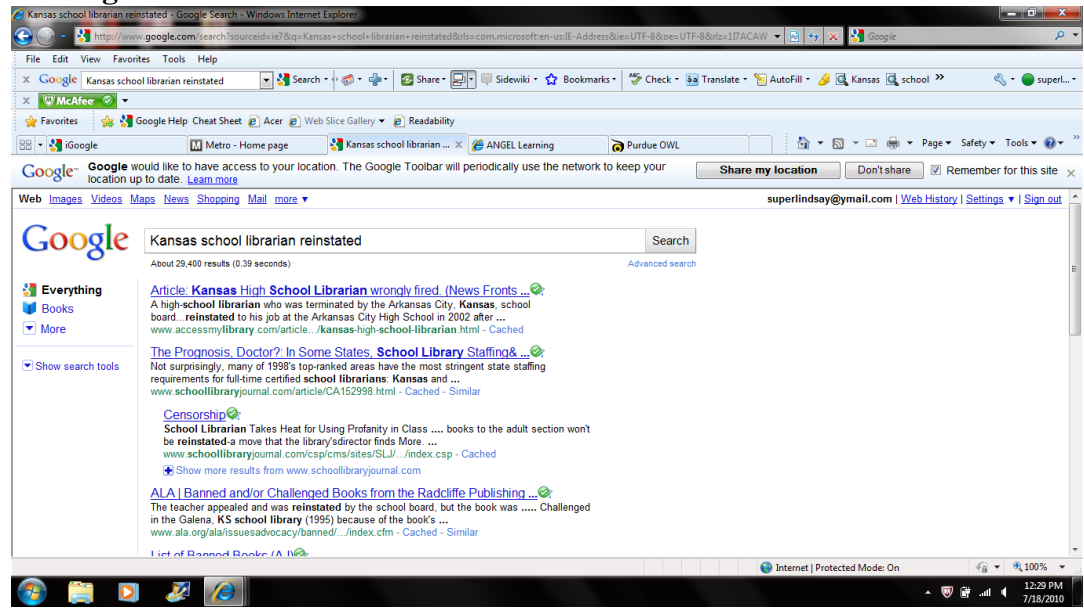 Kansas school librarian reinstated - Google Search - Windows Internet Explorer
http://www.google.com/search?sourceid=ie7&q=Kansas+school+librarian+reinstated&rls=com.microsoft:en-us:IE-Address&ie=UTF-8&oe=UTF-8&rlz=1I7ACAW
Google
File Edit View Favorites Tools Help
x Google Kansas school librarian reinstated Search Share Sidewiki Bookmarks Check Translate AutoFill Kansas school » superl...
x McAfee
Favorites Google Help Cheat Sheet Acer Web Slice Gallery Readability
iGoogle Metro - Home page Kansas school librarian ... X ANGEL Learning Purdue OWL Page Safety Tools »
Google Google would like to have access to your location. The Google Toolbar will periodically use the network to keep your
location up to date. Learn more
Share my location Don't share Remember for this site x
Web Images Videos Maps News Shopping Mail more ▼ superlindsay@ymail.com | Web History | Settings ▼ | Sign out
Google Kansas school librarian reinstated Search
About 29,400 results (0.39 seconds) Advanced search
Everything
Books
More
Show search tools
Article: Kansas High School Librarian wrongly fired. (News Fronts ...
A high-school librarian who was terminated by the Arkansas City, Kansas, school
board...reinstated to his job at the Arkansas City High School in 2002 after ...
www.accessmylibrary.com/article.../kansas-high-school-librarian.html - Cached
The Prognosis, Doctor?: In Some States, School Library Staffing& ...
Not surprisingly, many of 1998's top-ranked areas have the most stringent state staffing
requirements for full-time certified school librarians: Kansas and ...
www.schoollibraryjournal.com/article/CA152998.html - Cached - Similar
Censorship
School Librarian Takes Heat for Using Profanity in Class .... books to the adult section won't
be reinstated-a move that the library'sdirector finds More. ...
www.schoollibraryjournal.com/csp/cms/sites/SLJ/.../index.csp - Cached
Show more results from www.schoollibraryjournal.com
ALA | Banned and/or Challenged Books from the Radcliffe Publishing ...
The teacher appealed and was reinstated by the school board, but the book was ..... Challenged
in the Galena, KS school library (1995) because of the book's ...
www.ala.org/ala/issuesadvocacy/banned/.../index.cfm - Cached - Similar
List of Banned Books (A-I)
Internet | Protected Mode: On 100%
12:29 PM
7/18/2010